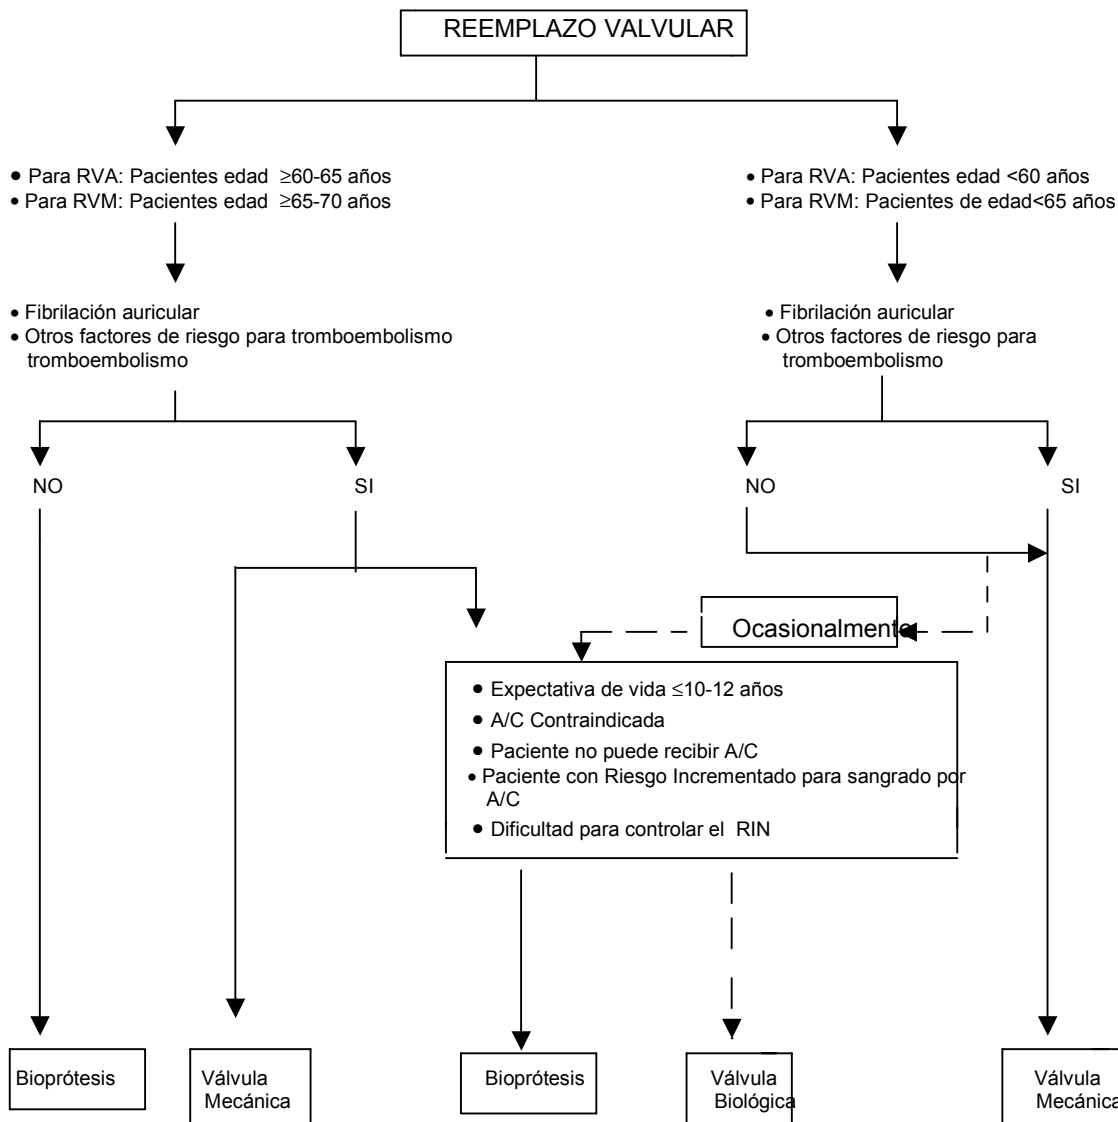 REEMPLAZO VALVULAR
• Para RVA: Pacientes edad ≥60-65 años
• Para RVM: Pacientes edad ≥65-70 años
• Para RVA: Pacientes edad <60 años
• Para RVM: Pacientes de edad<65 años
• Fibrilación auricular
• Otros factores de riesgo para tromboembolismo
tromboembolismo
• Fibrilación auricular
• Otros factores de riesgo para
tromboembolismo
NO
SI
NO
SI
Ocasionalmente
• Expectativa de vida ≤10-12 años
• A/C Contraindicada
• Paciente no puede recibir A/C
• Paciente con Riesgo Incrementado para sangrado por
A/C
• Dificultad para controlar el RIN
Bioprótesis
Válvula
Mecánica
Bioprótesis
Válvula
Biológica
Válvula
Mecánica